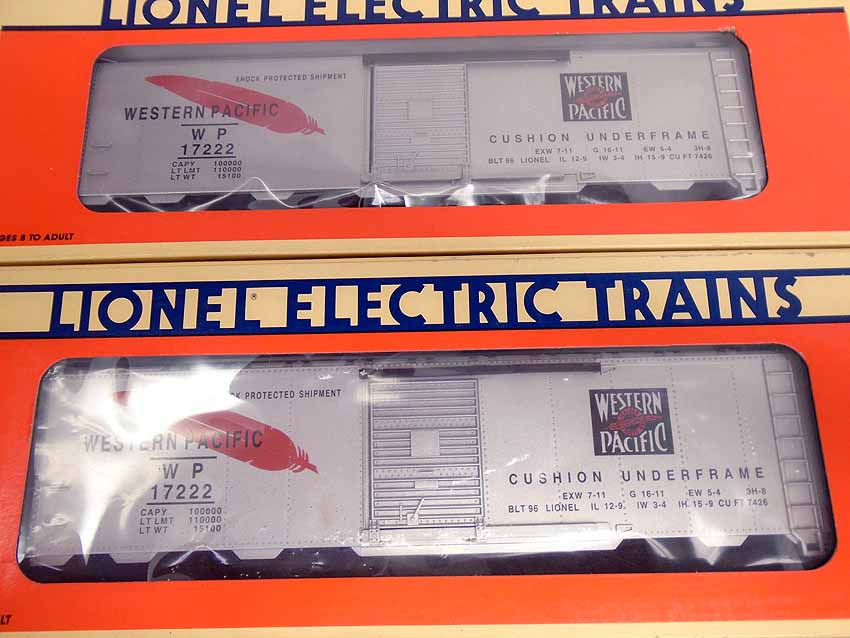 LIONEL ELECTRIC TRAINS
SHOCK PROTECTED SHIPMENT
WESTERN PACIFIC
W P
17222
CAPY 100000
LT LMT 110000
LT WT 15100
WESTERN
PACIFIC
CUSHION UNDERFRAME
EXW 7-11 G 16-11 EW 5-4 3H-8
BLT 96 LIONEL IL 12-9 IW 3-4 IH 15-9 CU FT 7426
GES 8 TO ADULT
LIONEL® ELECTRIC TRAINS
CK PROTECTED SHIPMENT
WESTERN PACIFIC
W P
17222
CAPY 100000
LT LMT 110000
LT WT 15100
WESTERN
PACIFIC
CUSHION UNDERFRAME
EXW 7-11 G 16-11 EW 5-4 3H-8
BLT 96 LIONEL IL 12-9 IW 3-4 IH 15-9 CU FT 7426
LT